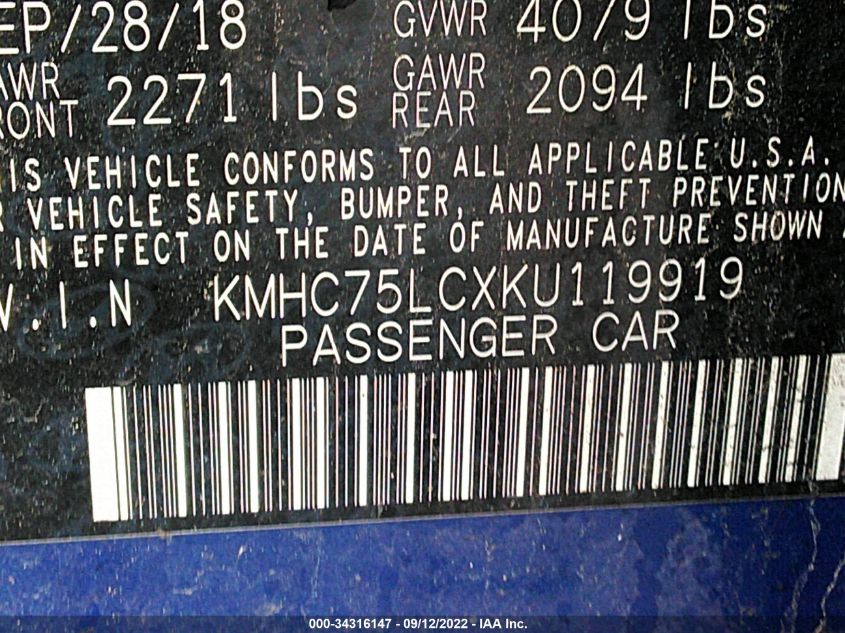 EP/28/18 GVWR 4079 lbs
AWR GAWR
RONT 2271 lbs REAR 2094 lbs
IS VEHICLE CONFORMS TO ALL APPLICABLE U.S.A.
R VEHICLE SAFETY, BUMPER, AND THEFT PREVENTION
IN EFFECT ON THE DATE OF MANUFACTURE SHOWN A
V.I.N KMHC75LCXKU119919
PASSENGER CAR
000-34316147 - 09/12/2022 - IAA Inc.